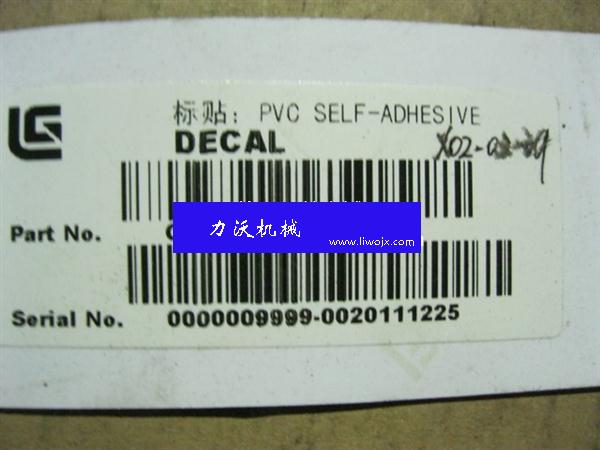 标贴: PVC SELF-ADHESIVE
DECAL
Part No.
力沃机械
www.liwojx.com
Serial No. 0000009999-0020111225